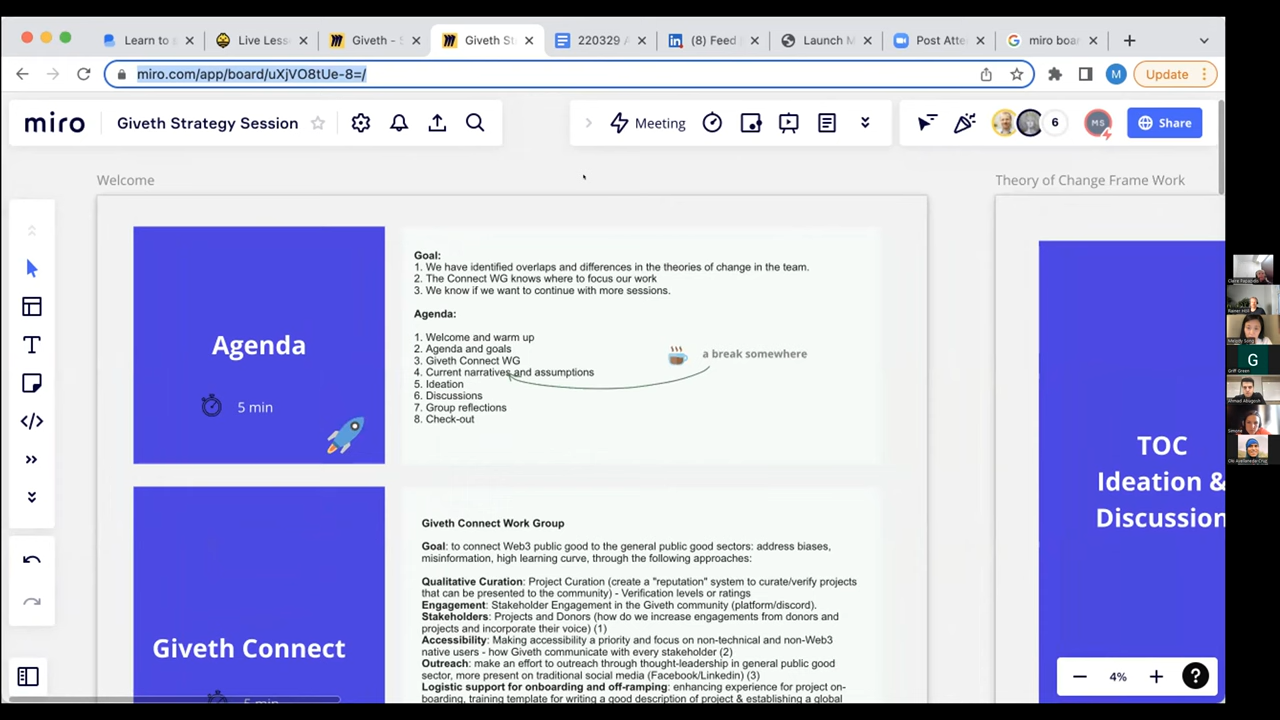 Learn to s
Live Less
Giveth - S
Giveth St
220329 A
(8) Feed
Launch M
Post Atte
miro boar
miro.com/app/board/uXjVO8tUe-8=/
M
Update
miro
Giveth Strategy Session
Meeting
6
MS
Share
Welcome
Theory of Change Frame Work
Agenda
5 min
Goal:
1. We have identified overlaps and differences in the theories of change in the team.
2. The Connect WG knows where to focus our work
3. We know if we want to continue with more sessions.
Agenda:
1. Welcome and warm up
2. Agenda and goals
3. Giveth Connect WG
4. Current narratives and assumptions
5. Ideation
6. Discussions
7. Group reflections
8. Check-out
a break somewhere
TOC
Ideation &
Discussion
Giveth Connect
5 min
Giveth Connect Work Group
Goal: to connect Web3 public good to the general public good sectors: address biases,
misinformation, high learning curve, through the following approaches:
Qualitative Curation: Project Curation (create a "reputation" system to curate/verify projects
that can be presented to the community) - Verification levels or ratings
Engagement: Stakeholder Engagement in the Giveth community (platform/discord).
Stakeholders: Projects and Donors (how do we increase engagements from donors and
projects and incorporate their voice) (1)
Accessibility: Making accessibility a priority and focus on non-technical and non-Web3
native users - how Giveth communicate with every stakeholder (2)
Outreach: make an effort to outreach through thought-leadership in general public good
sector, more present on traditional social media (Facebook/Linkedin) (3)
Logistic support for onboarding and off-ramping: enhancing experience for project on-
boarding, training template for writing a good description of project & establishing a global
4%
G
Melody Song
Griff Green
Simone